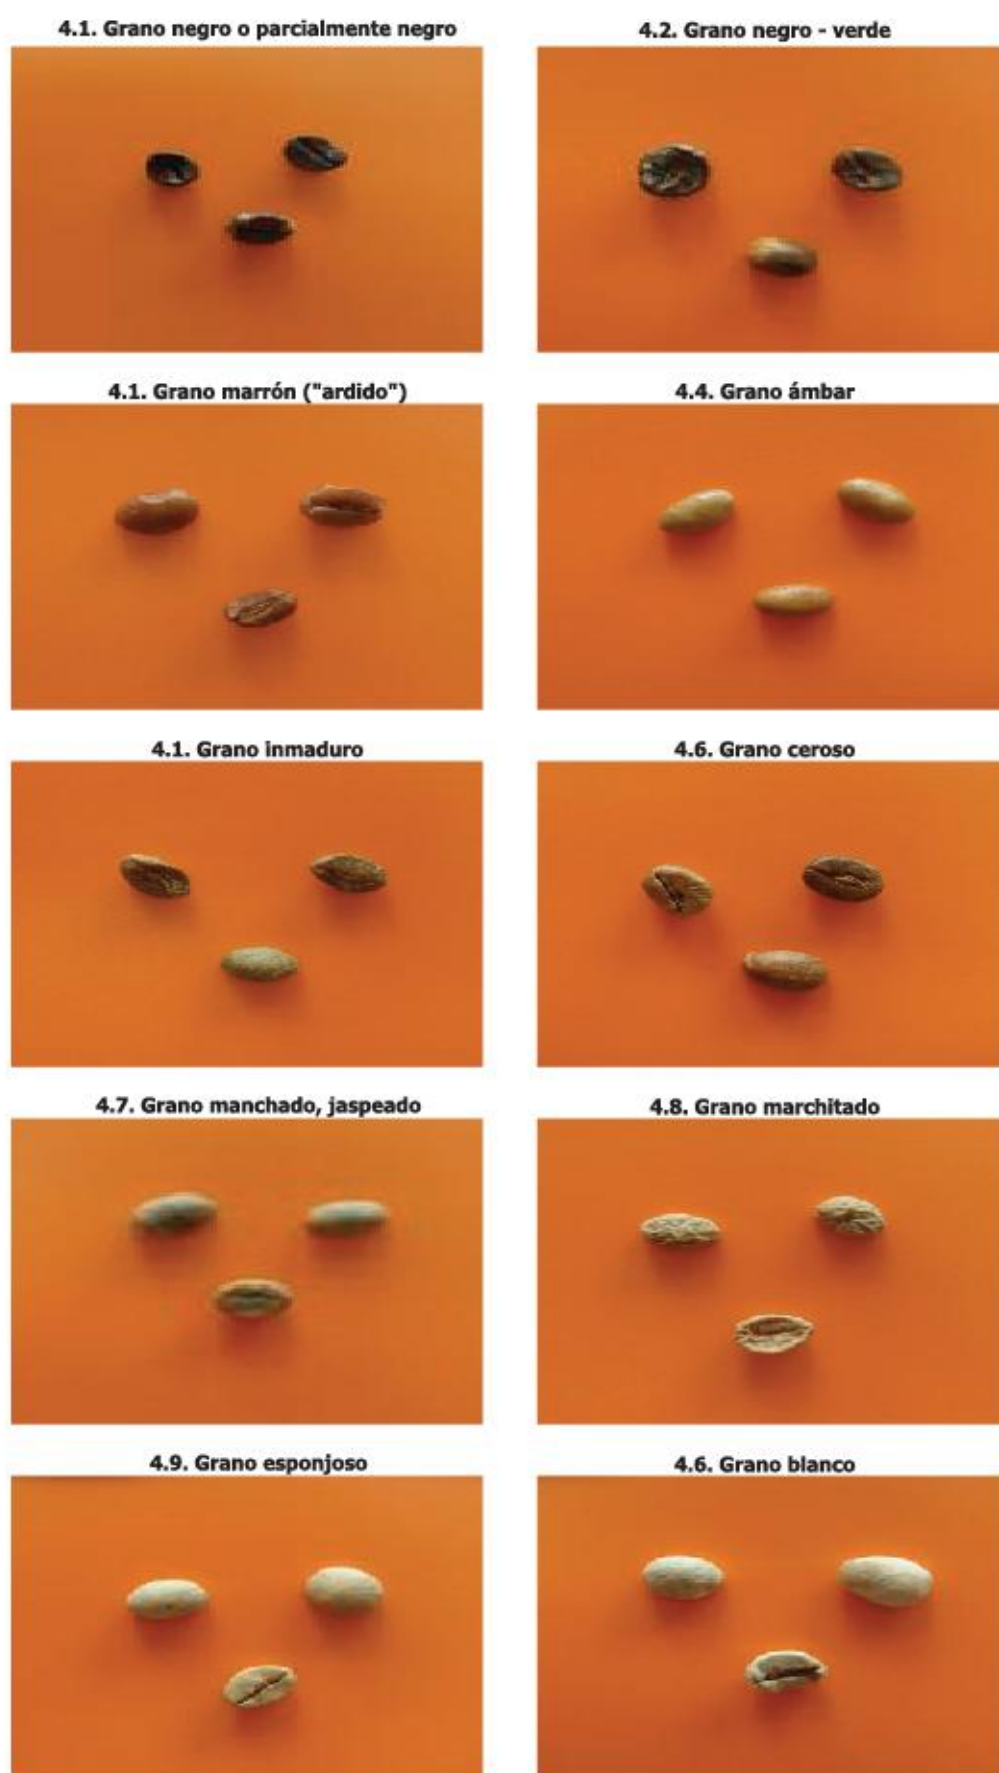 4.1. Grano negro o parcialmente negro
4.2. Grano negro - verde
4.1. Grano marrón ("ardido")
4.4. Grano ámbar
4.1. Grano inmaduro
4.6. Grano ceroso
4.7. Grano manchado, jaspeado
4.8. Grano marchitado
4.9. Grano esponjoso
4.6. Grano blanco